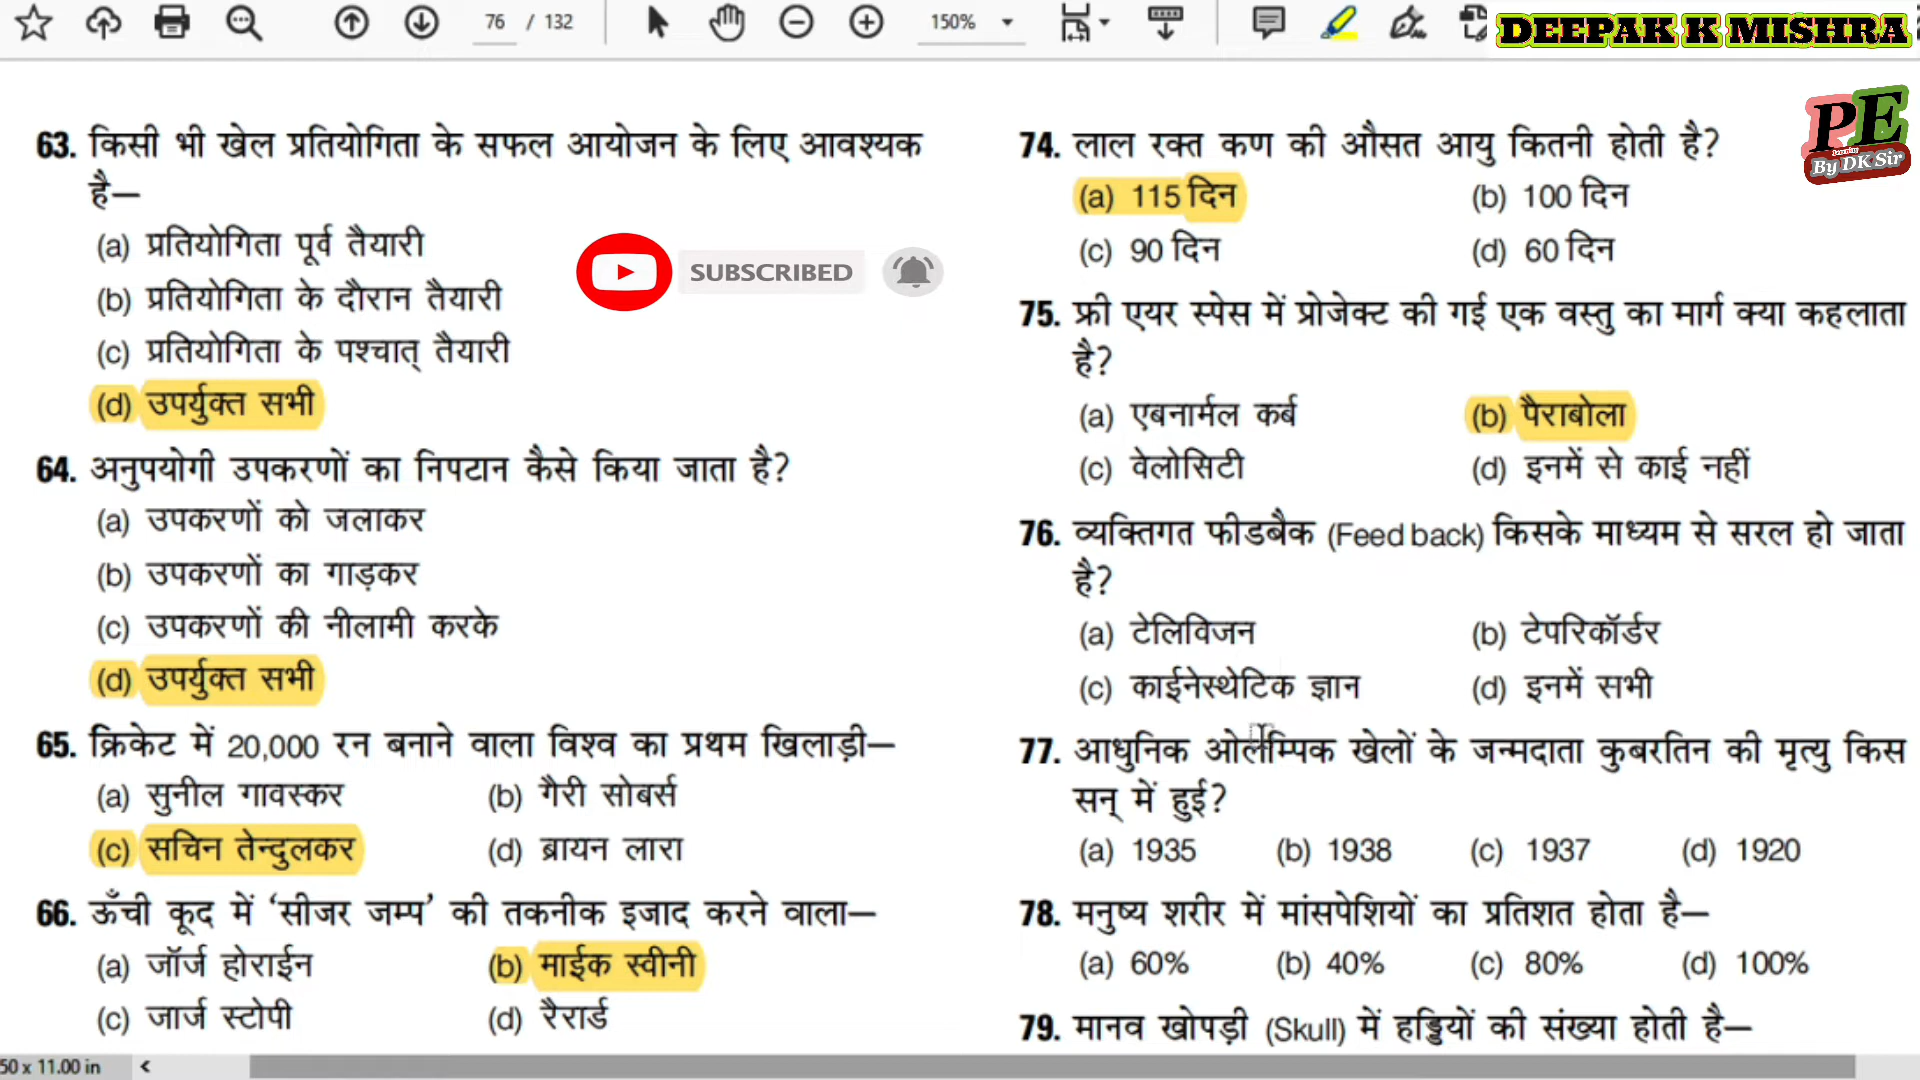 76 / 132
150%
DEEPAK K MISHRA
PE
By DK Sir
63. किसी भी खेल प्रतियोगिता के सफल आयोजन के लिए आवश्यक
है—
(a) प्रतियोगिता पूर्व तैयारी
(b) प्रतियोगिता के दौरान तैयारी
(c) प्रतियोगिता के पश्चात् तैयारी
(d) उपर्युक्त सभी
SUBSCRIBED
64. अनुपयोगी उपकरणों का निपटान कैसे किया जाता है?
(a) उपकरणों को जलाकर
(b) उपकरणों का गाड़कर
(c) उपकरणों की नीलामी करके
(d) उपर्युक्त सभी
65. क्रिकेट में 20,000 रन बनाने वाला विश्व का प्रथम खिलाड़ी—
(a) सुनील गावस्कर (b) गैरी सोबर्स
(c) सचिन तेन्दुलकर (d) ब्रायन लारा
66. ऊँची कूद में ‘सीजर जम्प’ की तकनीक इजाद करने वाला—
(a) जॉर्ज होराईन (b) माईक स्वीनी
(c) जार्ज स्टोपी (d) रैरार्ड
74. लाल रक्त कण की औसत आयु कितनी होती है?
(a) 115 दिन (b) 100 दिन
(c) 90 दिन (d) 60 दिन
75. फ्री एयर स्पेस में प्रोजेक्ट की गई एक वस्तु का मार्ग क्या कहलाता
है?
(a) एबनार्मल कर्ब (b) पैराबोला
(c) वेलोसिटी (d) इनमें से काई नहीं
76. व्यक्तिगत फीडबैक (Feed back) किसके माध्यम से सरल हो जाता
है?
(a) टेलिविजन (b) टेपरिकॉर्डर
(c) काईनेस्थेटिक ज्ञान (d) इनमें सभी
77. आधुनिक ओलम्पिक खेलों के जन्मदाता कुबरतिन की मृत्यु किस
सन् में हुई?
(a) 1935 (b) 1938 (c) 1937 (d) 1920
78. मनुष्य शरीर में मांसपेशियों का प्रतिशत होता है—
(a) 60% (b) 40% (c) 80% (d) 100%
79. मानव खोपड़ी (Skull) में हड्डियों की संख्या होती है—
50 x 11.00 in